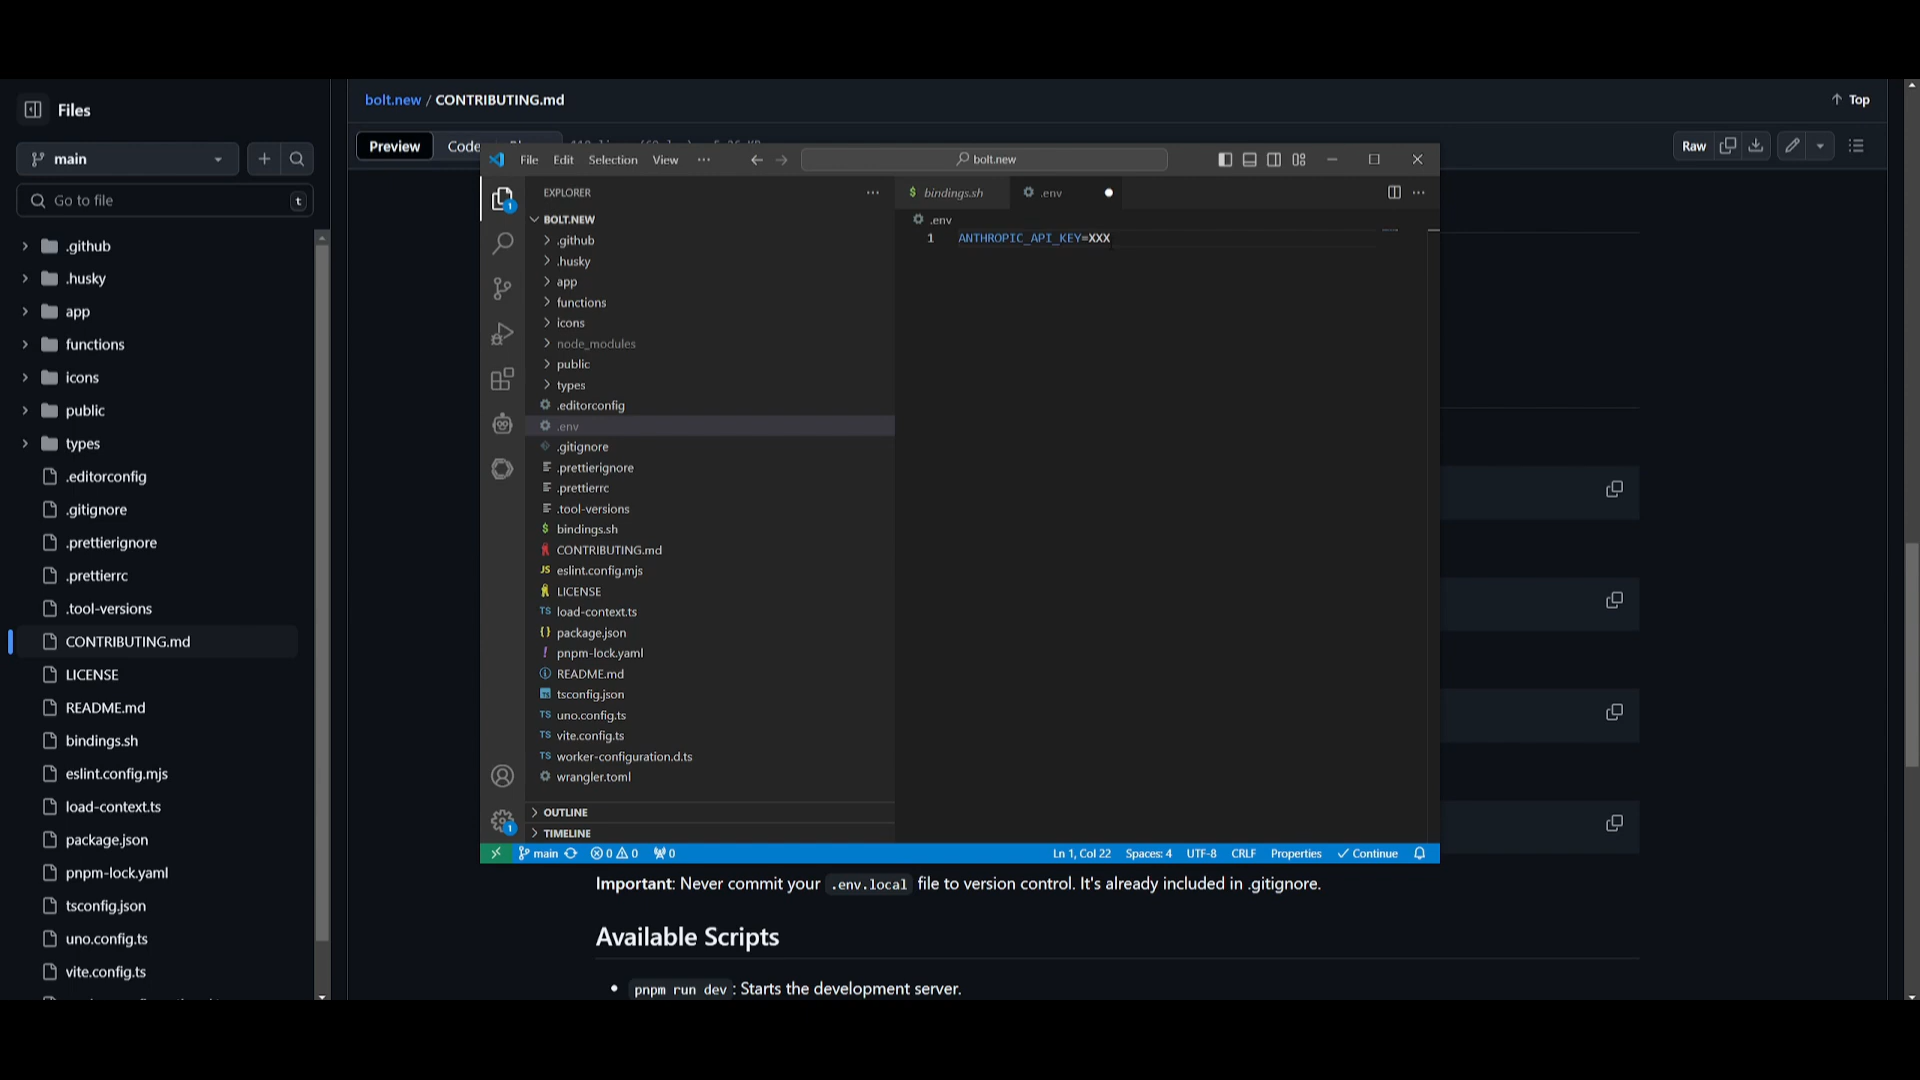 Files
main
Go to file
t
.github
.husky
app
functions
icons
public
types
.editorconfig
.gitignore
.prettierignore
.prettierrc
.tool-versions
CONTRIBUTING.md
LICENSE
README.md
bindings.sh
eslint.config.mjs
load-context.ts
package.json
pnpm-lock.yaml
tsconfig.json
uno.config.ts
vite.config.ts
bolt.new / CONTRIBUTING.md
Top
Preview
Code
Raw
File Edit Selection View ···
bolt.new
EXPLORER
BOLT.NEW
.github
.husky
app
functions
icons
node_modules
public
types
.editorconfig
.env
.gitignore
.prettierignore
.prettierrc
.tool-versions
bindings.sh
CONTRIBUTING.md
eslint.config.mjs
LICENSE
load-context.ts
package.json
pnpm-lock.yaml
README.md
tsconfig.json
uno.config.ts
vite.config.ts
worker-configuration.d.ts
wrangler.toml
OUTLINE
TIMELINE
bindings.sh
.env
.env
1 ANTHROPIC_API_KEY=XXX
main 0 0 0
Ln 1, Col 22 Spaces: 4 UTF-8 CRLF Properties Continue
Important: Never commit your .env.local file to version control. It's already included in .gitignore.
Available Scripts
• pnpm run dev: Starts the development server.